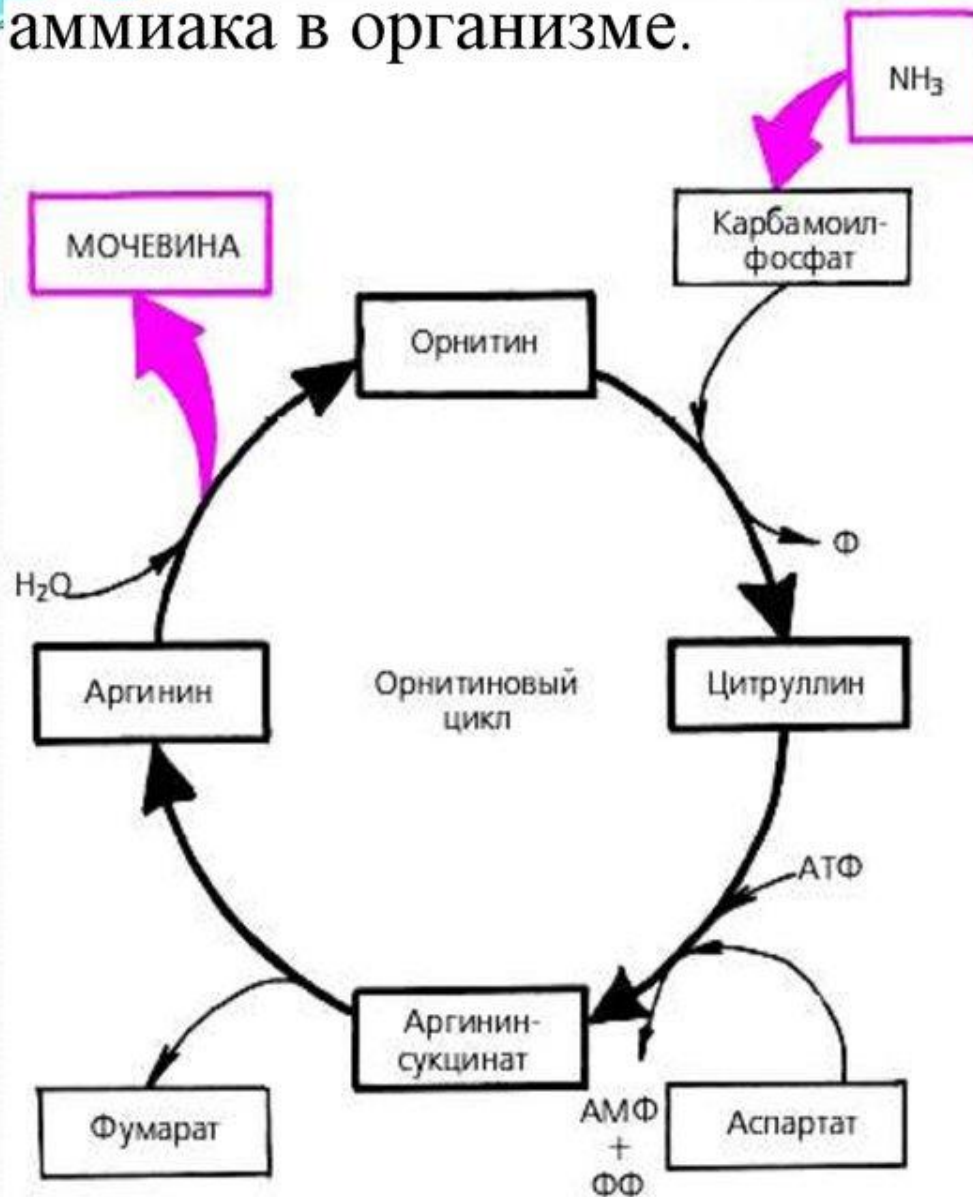 аммиака в организме.
NH₃
МОЧЕВИНА
Карбамоил-
фосфат
Орнитин
Ф
H₂O
Аргинин
Орнитиновый
цикл
Цитруллин
АТФ
Аргинин-
сукцинат
Фумарат
АМФ
+
ФФ
Аспартат